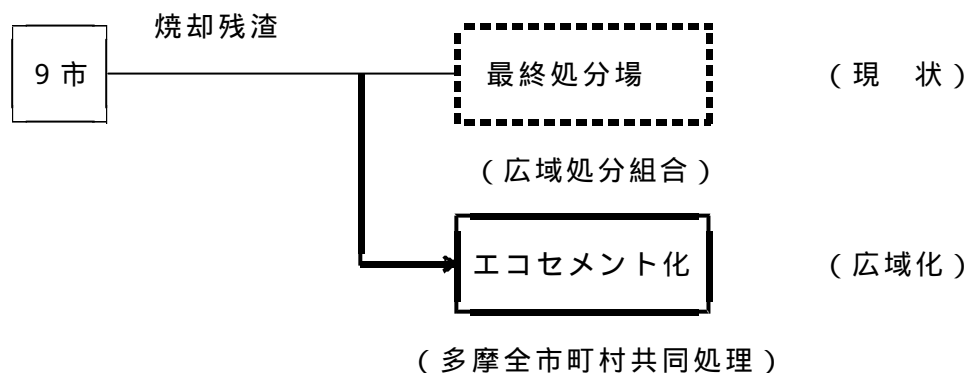 焼却残渣
9市
最終処分場
(現 状)
(広域処分組合)
エコセメント化
(広域化)
(多摩全市町村共同処理)